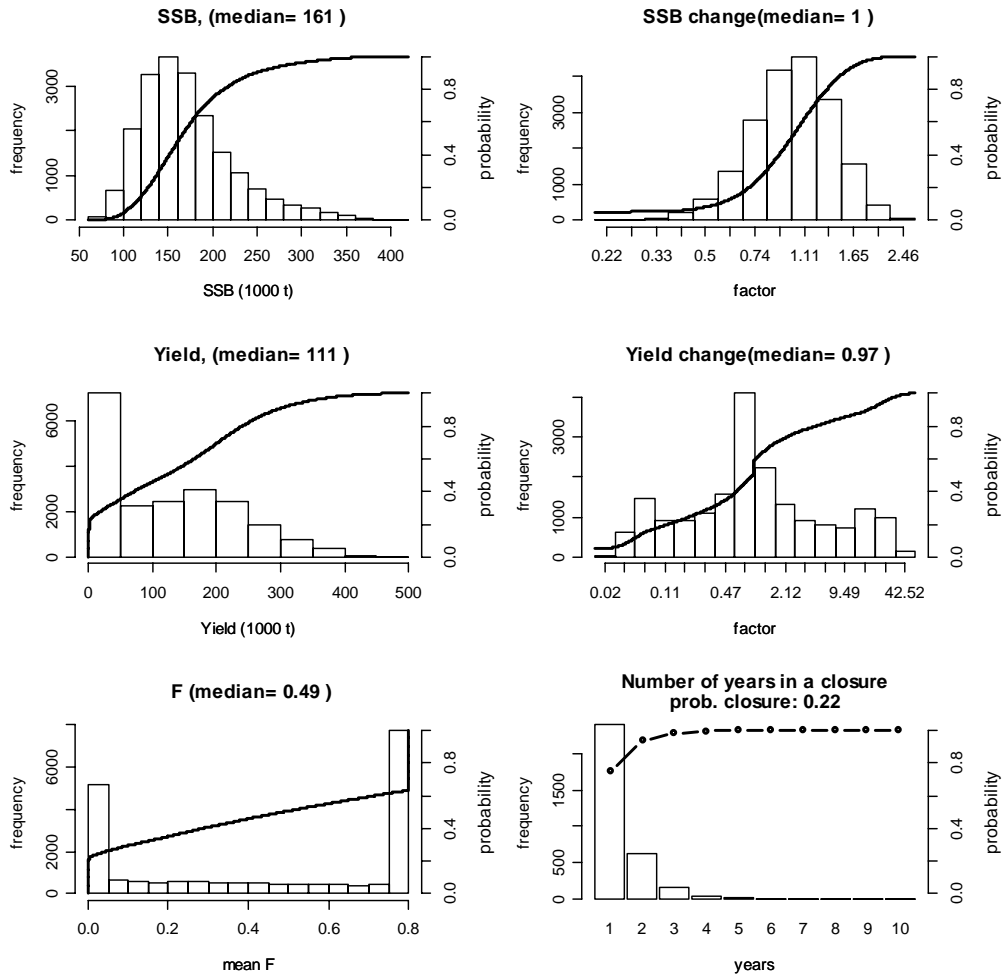 SSB, (median= 161 )
SSB change(median= 1 )
frequency
0 1000 3000
probability
0.0 0.4 0.8
50 100 150 200 250 300 350 400
SSB (1000 t)
frequency
0 1000 3000
probability
0.0 0.4 0.8
0.22 0.33 0.5 0.74 1.11 1.65 2.46
factor
Yield, (median= 111 )
Yield change(median= 0.97 )
frequency
0 2000 6000
probability
0.0 0.4 0.8
0 100 200 300 400 500
Yield (1000 t)
frequency
0 1000 3000
probability
0.0 0.4 0.8
0.02 0.11 0.47 2.12 9.49 42.52
factor
F (median= 0.49 )
Number of years in a closure
prob. closure: 0.22
frequency
0 2000 6000
probability
0.0 0.4 0.8
0.0 0.2 0.4 0.6 0.8
mean F
frequency
0 500 1500
probability
0.0 0.4 0.8
1 2 3 4 5 6 7 8 9 10
years